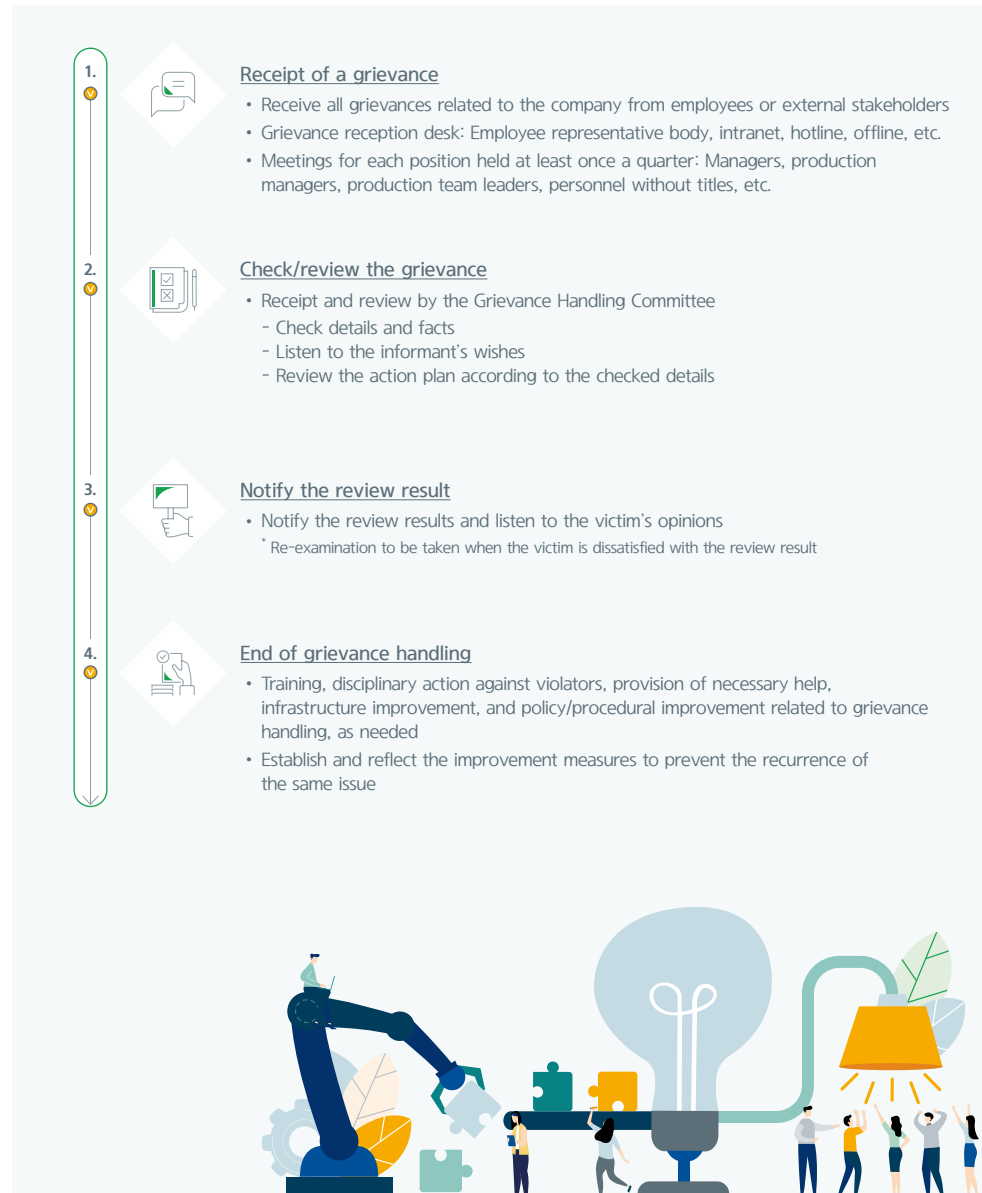 1.
Receipt of a grievance
• Receive all grievances related to the company from employees or external stakeholders
• Grievance reception desk: Employee representative body, intranet, hotline, offline, etc.
• Meetings for each position held at least once a quarter: Managers, production
managers, production team leaders, personnel without titles, etc.
2.
Check/review the grievance
• Receipt and review by the Grievance Handling Committee
- Check details and facts
- Listen to the informant's wishes
- Review the action plan according to the checked details
3.
Notify the review result
• Notify the review results and listen to the victim's opinions
* Re-examination to be taken when the victim is dissatisfied with the review result
4.
End of grievance handling
• Training, disciplinary action against violators, provision of necessary help,
infrastructure improvement, and policy/procedural improvement related to grievance
handling, as needed
• Establish and reflect the improvement measures to prevent the recurrence of
the same issue